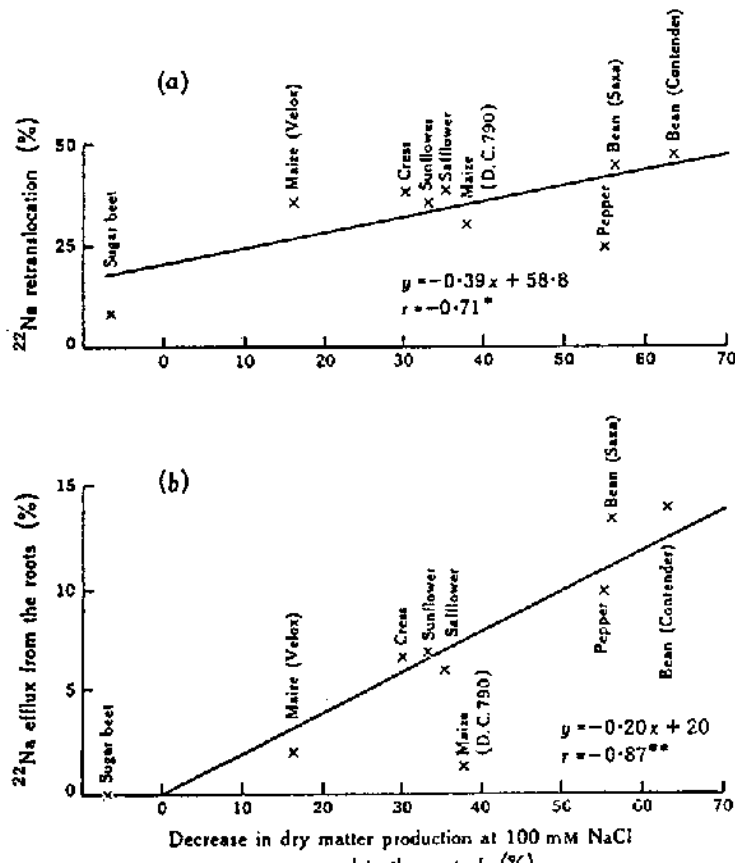 (a)
²²Na retranslocation (%)
50
25
0
Sugar beet
Maize (Velox)
Cress
Sunflower
Safflower
Maize
(D.C.790)
Pepper
Bean (Saxa)
Bean (Contender)
y=-0·39x + 58·8
r=-0·71*
0 10 20 30 40 50 60 70
(b)
²²Na efflux from the roots (%)
15
10
5
0
Sugar beet
Maize (Velox)
Cress
Sunflower
Safflower
Maize
(D.C.790)
Pepper
Bean (Saxa)
Bean (Contender)
y=-0·20x + 20
r=-0·87**
0 10 20 30 40 50 60 70
Decrease in dry matter production at 100 mM NaCl
(%)